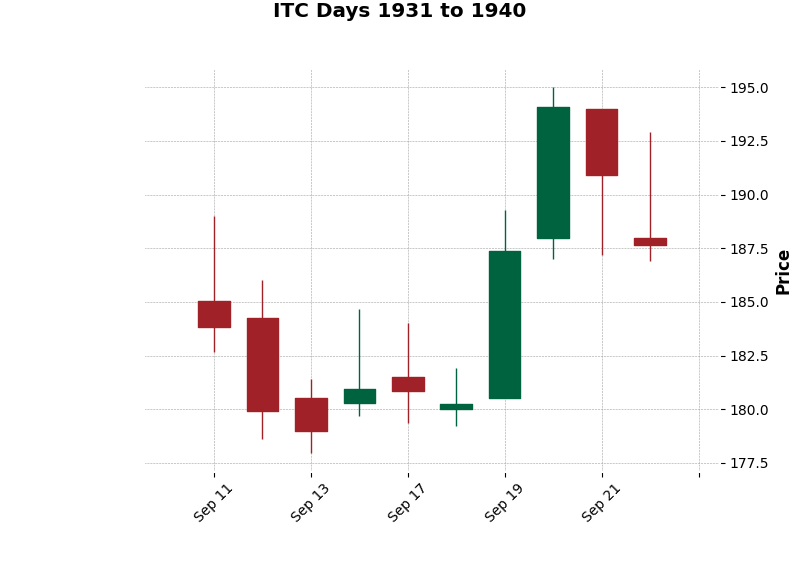 ITC Days 1931 to 1940
195.0
192.5
190.0
187.5
185.0
182.5
180.0
177.5
Price
Sep 11
Sep 13
Sep 17
Sep 19
Sep 21